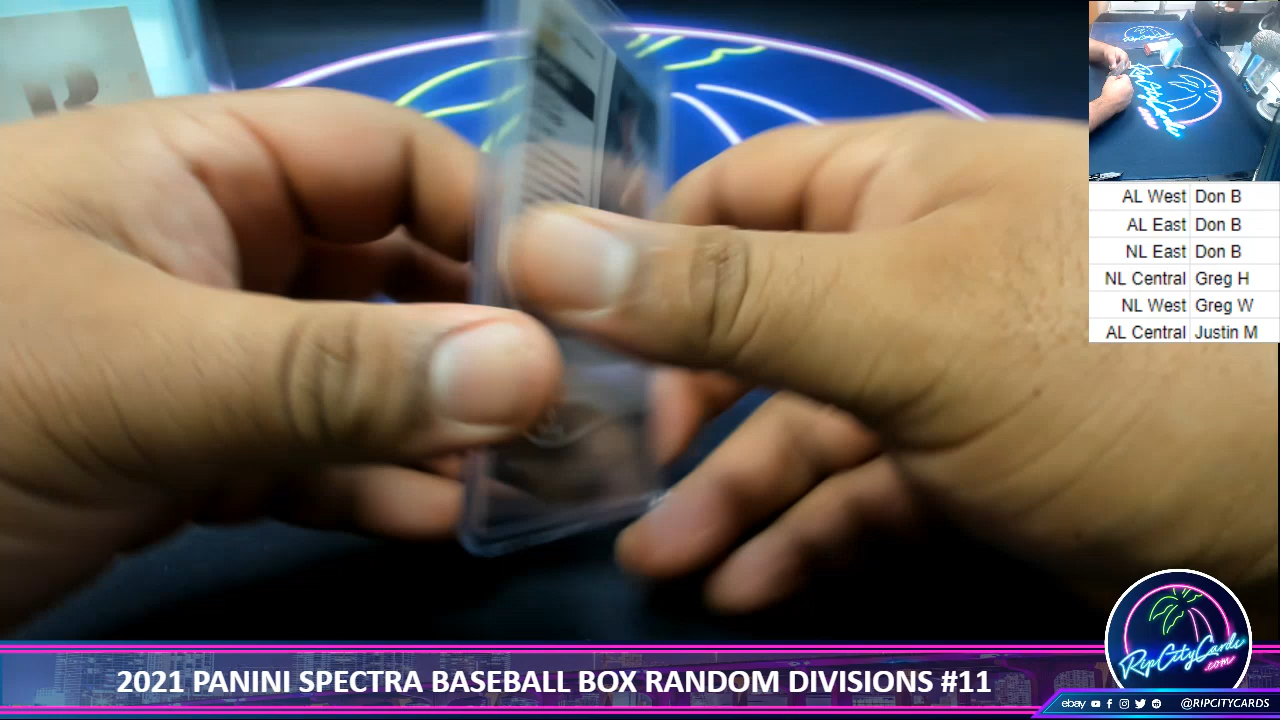 AL West Don B
AL East Don B
NL East Don B
NL Central Greg H
NL West Greg W
AL Central Justin M
RipCityCards
.com
2021 PANINI SPECTRA BASEBALL BOX RANDOM DIVISIONS #11
ebay @RIPCITYCARDS